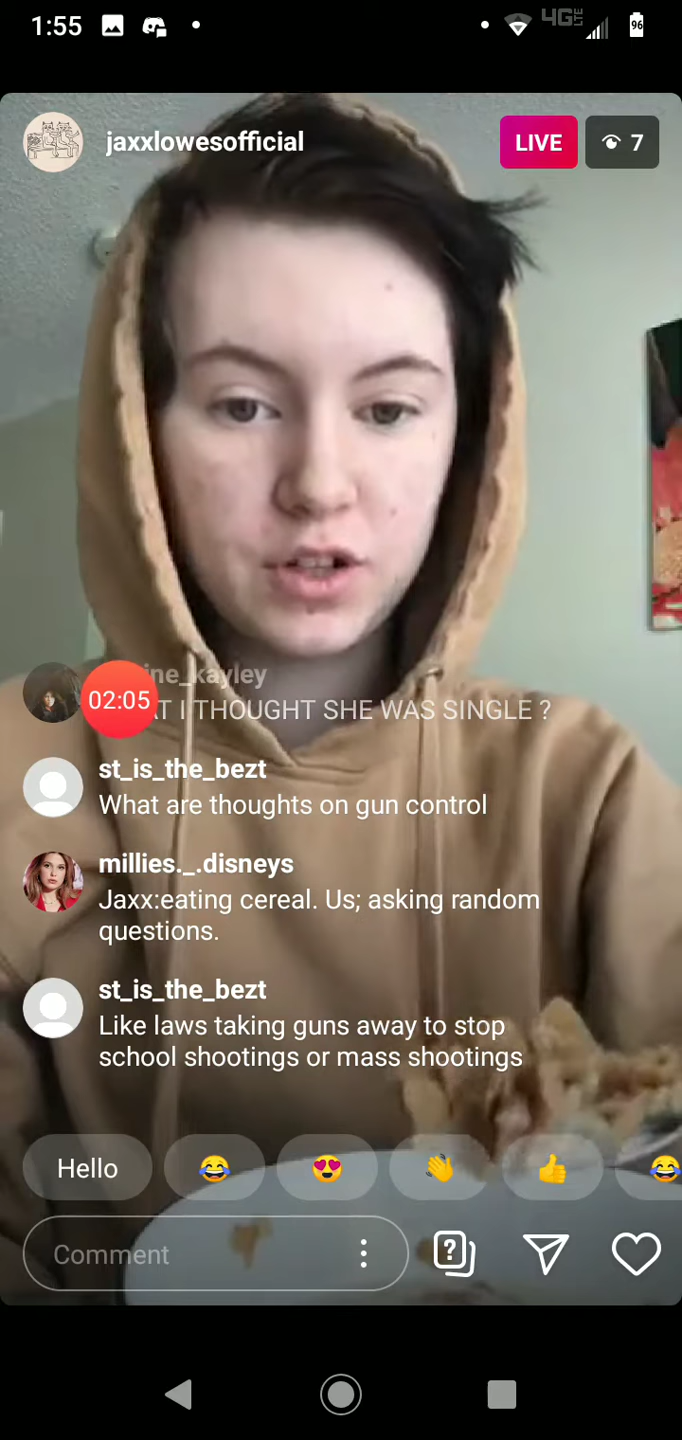 1:55
4G LTE
96
jaxxlowesofficial
LIVE
7
ine_kayley
02:05
T I THOUGHT SHE WAS SINGLE ?
st_is_the_bezt
What are thoughts on gun control
millies._.disneys
Jaxx:eating cereal. Us; asking random
questions.
st_is_the_bezt
Like laws taking guns away to stop
school shootings or mass shootings
Hello
Comment